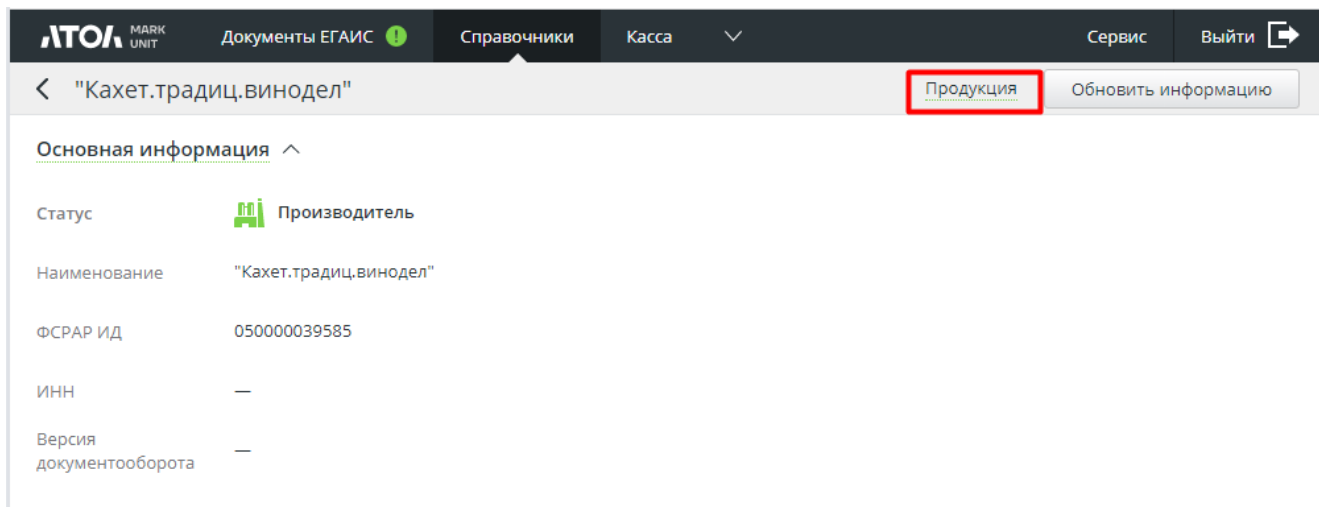 АТОЛ MARK UNIT Документы ЕГАИС ! Справочники Касса Сервис Выйти
"Кахет.традиц.винодел" Продукция Обновить информацию
Основная информация
Статус Производитель
Наименование "Кахет.традиц.винодел"
ФСРАР ИД 050000039585
ИНН —
Версия документооборота —